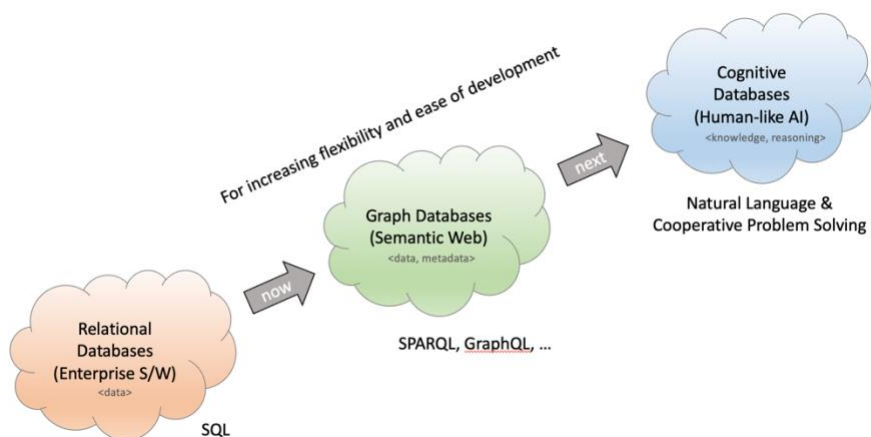 For increasing flexibility and ease of development
Cognitive
Databases
(Human-like AI)
<knowledge, reasoning>
next
Natural Language &
Cooperative Problem Solving
Graph Databases
(Semantic Web)
<data, metadata>
now
SPARQL, GraphQL, ...
Relational
Databases
(Enterprise S/W)
<data>
SQL